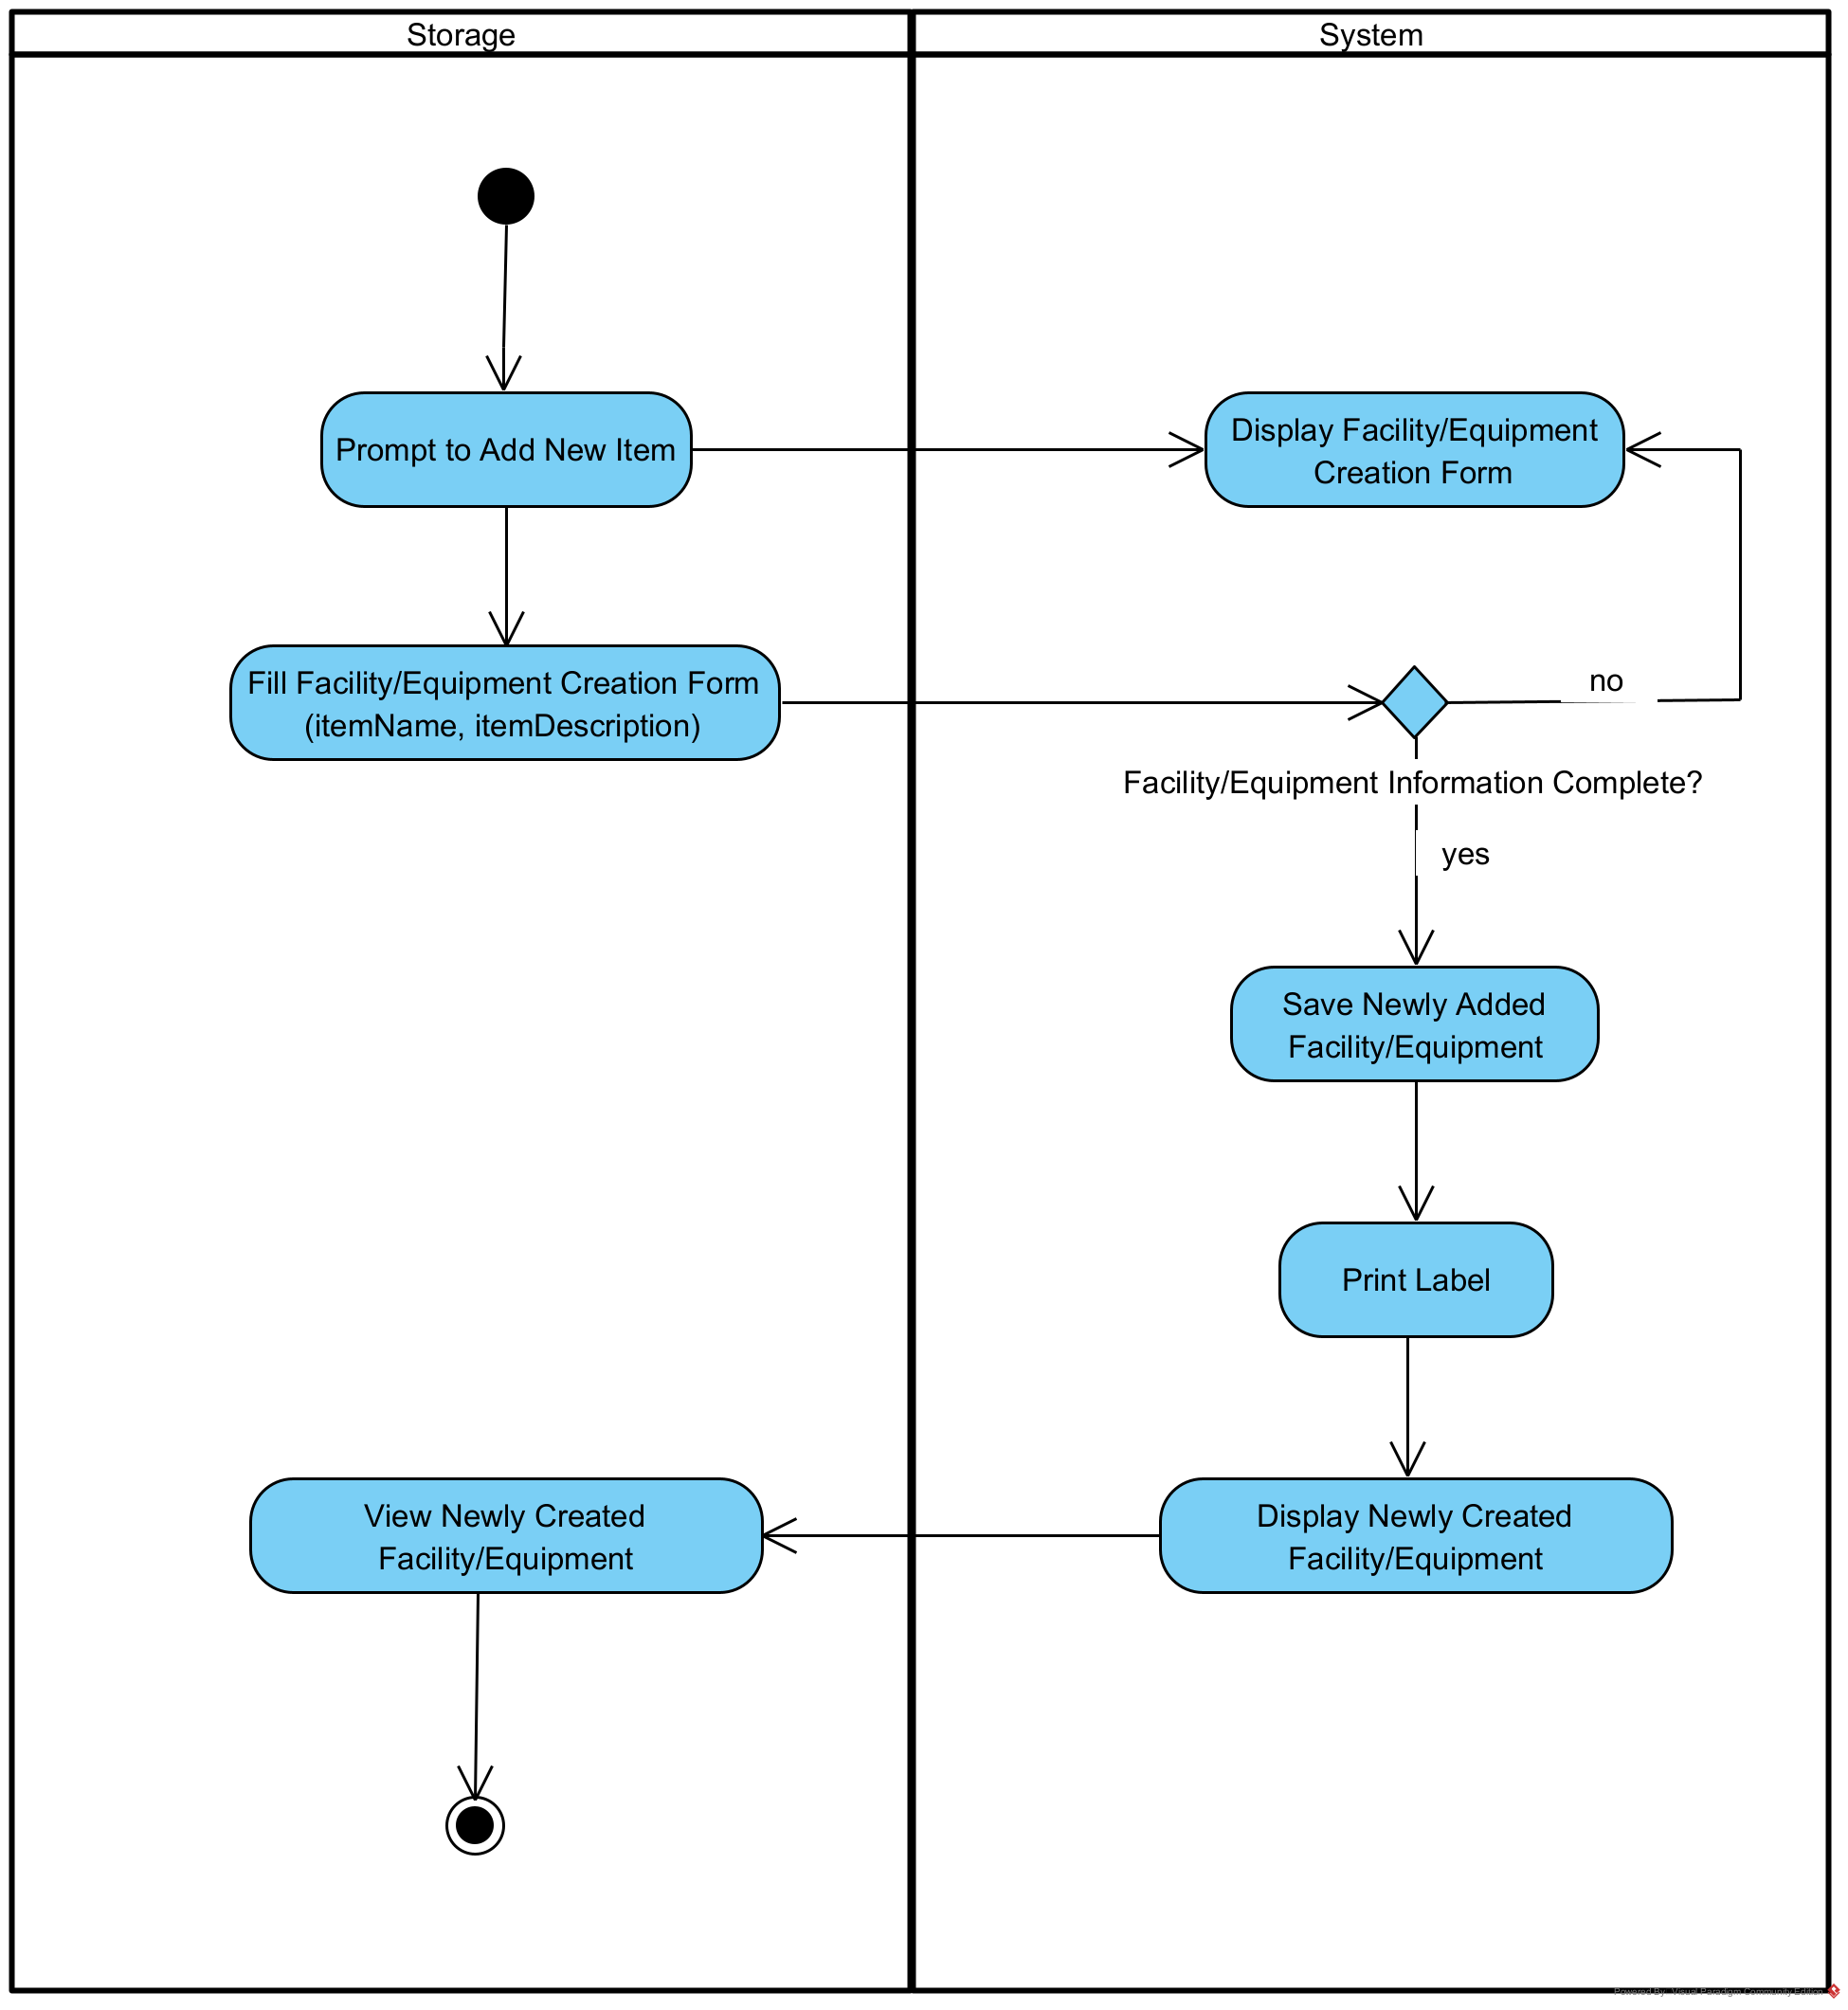 Storage
System
Prompt to Add New Item
Display Facility/Equipment
Creation Form
Fill Facility/Equipment Creation Form
(itemName, itemDescription)
no
Facility/Equipment Information Complete?
yes
Save Newly Added
Facility/Equipment
Print Label
View Newly Created
Facility/Equipment
Display Newly Created
Facility/Equipment
Powered By: Visual Paradigm Community Edition